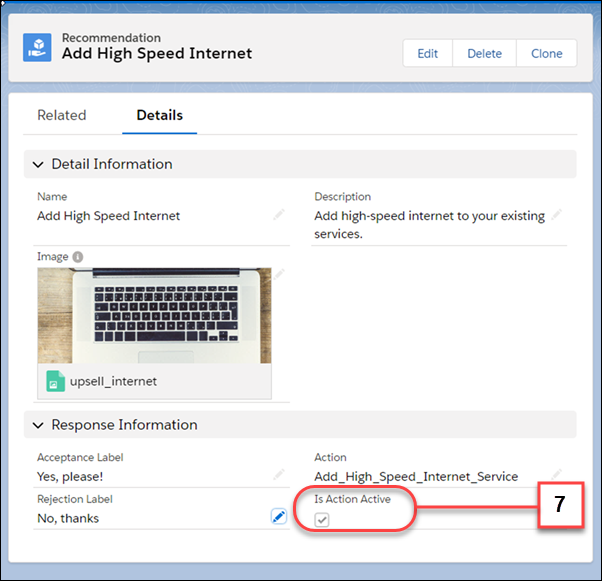 Recommendation
Add High Speed Internet
Edit
Delete
Clone
Related
Details
Detail Information
Name
Description
Add High Speed Internet
Add high-speed internet to your existing
services.
Image
upsell_internet
Response Information
Acceptance Label
Action
Yes, please!
Add_High_Speed_Internet_Service
Rejection Label
Is Action Active
No, thanks
7